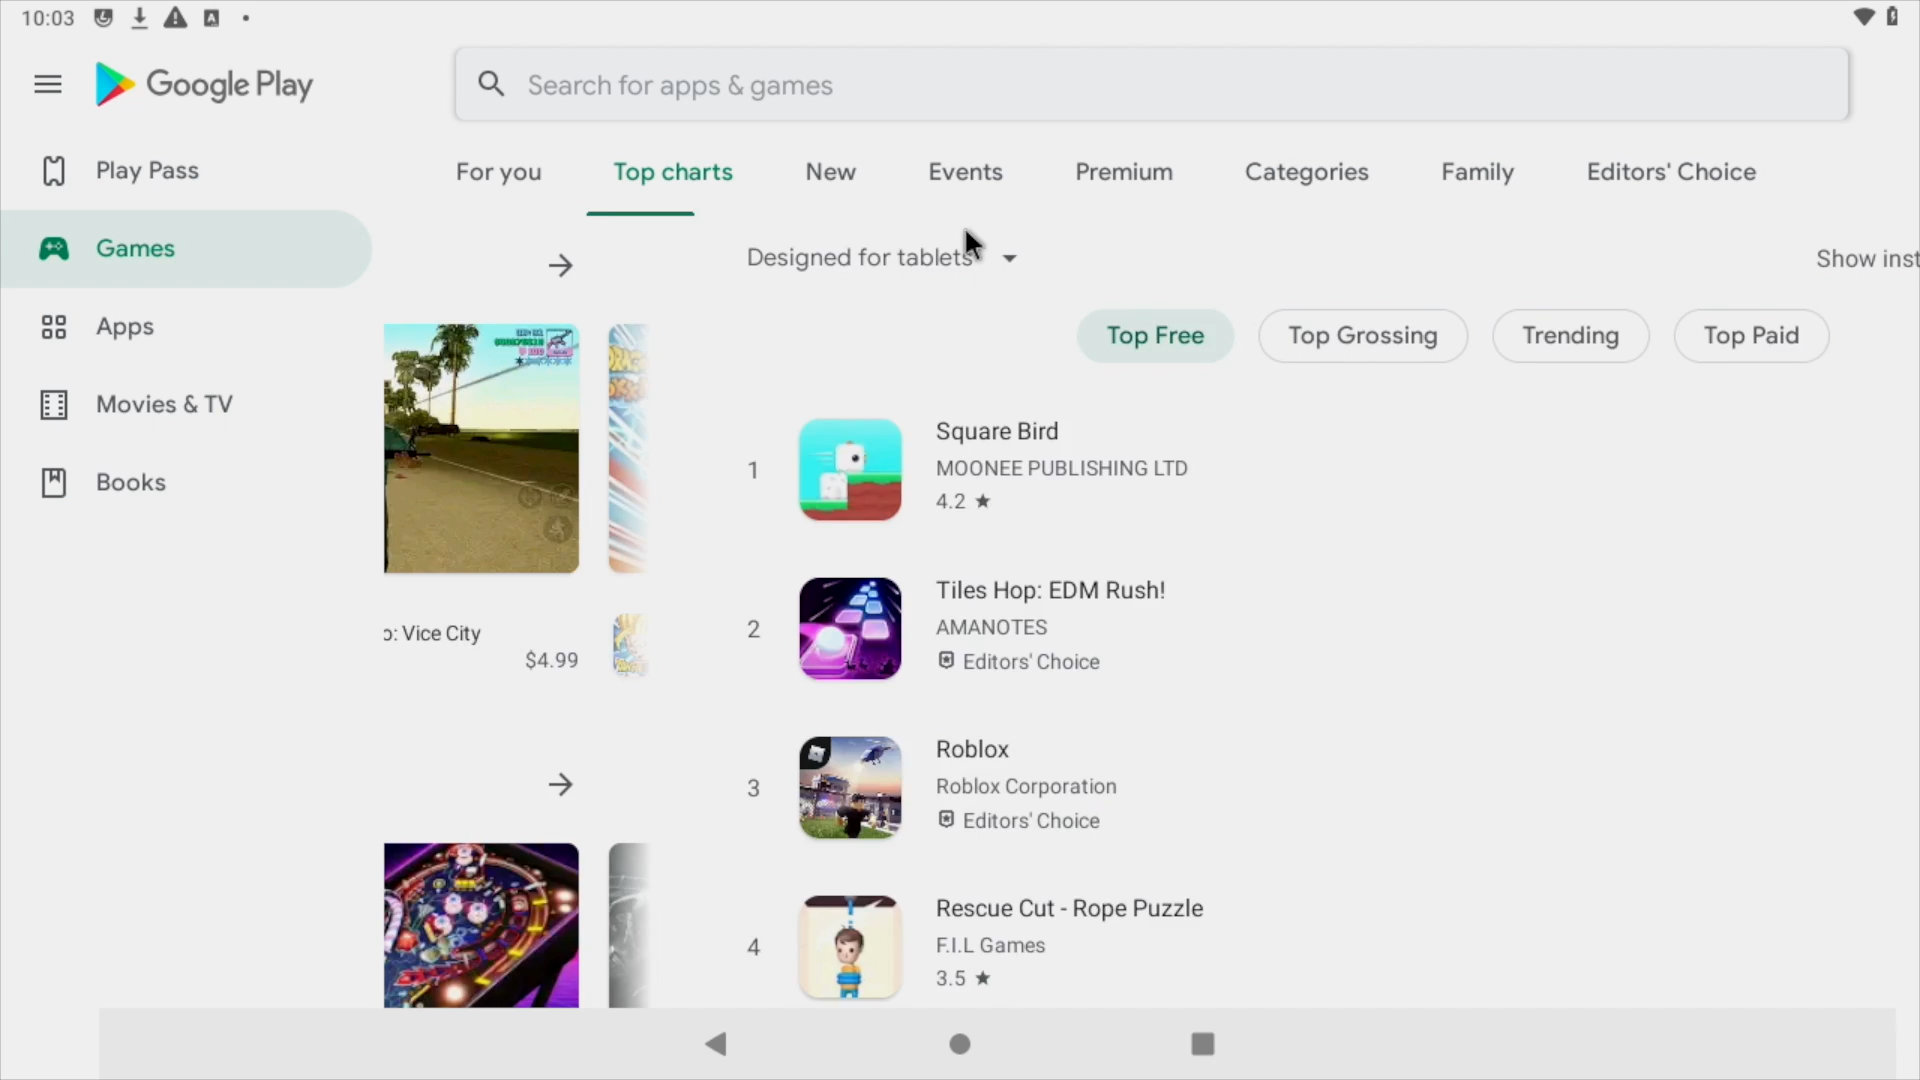 10:03
Google Play
Search for apps & games
Play Pass
Games
Apps
Movies & TV
Books
For you
Top charts
New
Events
Premium
Categories
Family
Editors' Choice
Designed for tablets
Show inst
Top Free
Top Grossing
Trending
Top Paid
o: Vice City
$4.99
1
Square Bird
MOONEE PUBLISHING LTD
4.2 ★
2
Tiles Hop: EDM Rush!
AMANOTES
Editors' Choice
3
Roblox
Roblox Corporation
Editors' Choice
4
Rescue Cut - Rope Puzzle
F.I.L Games
3.5 ★